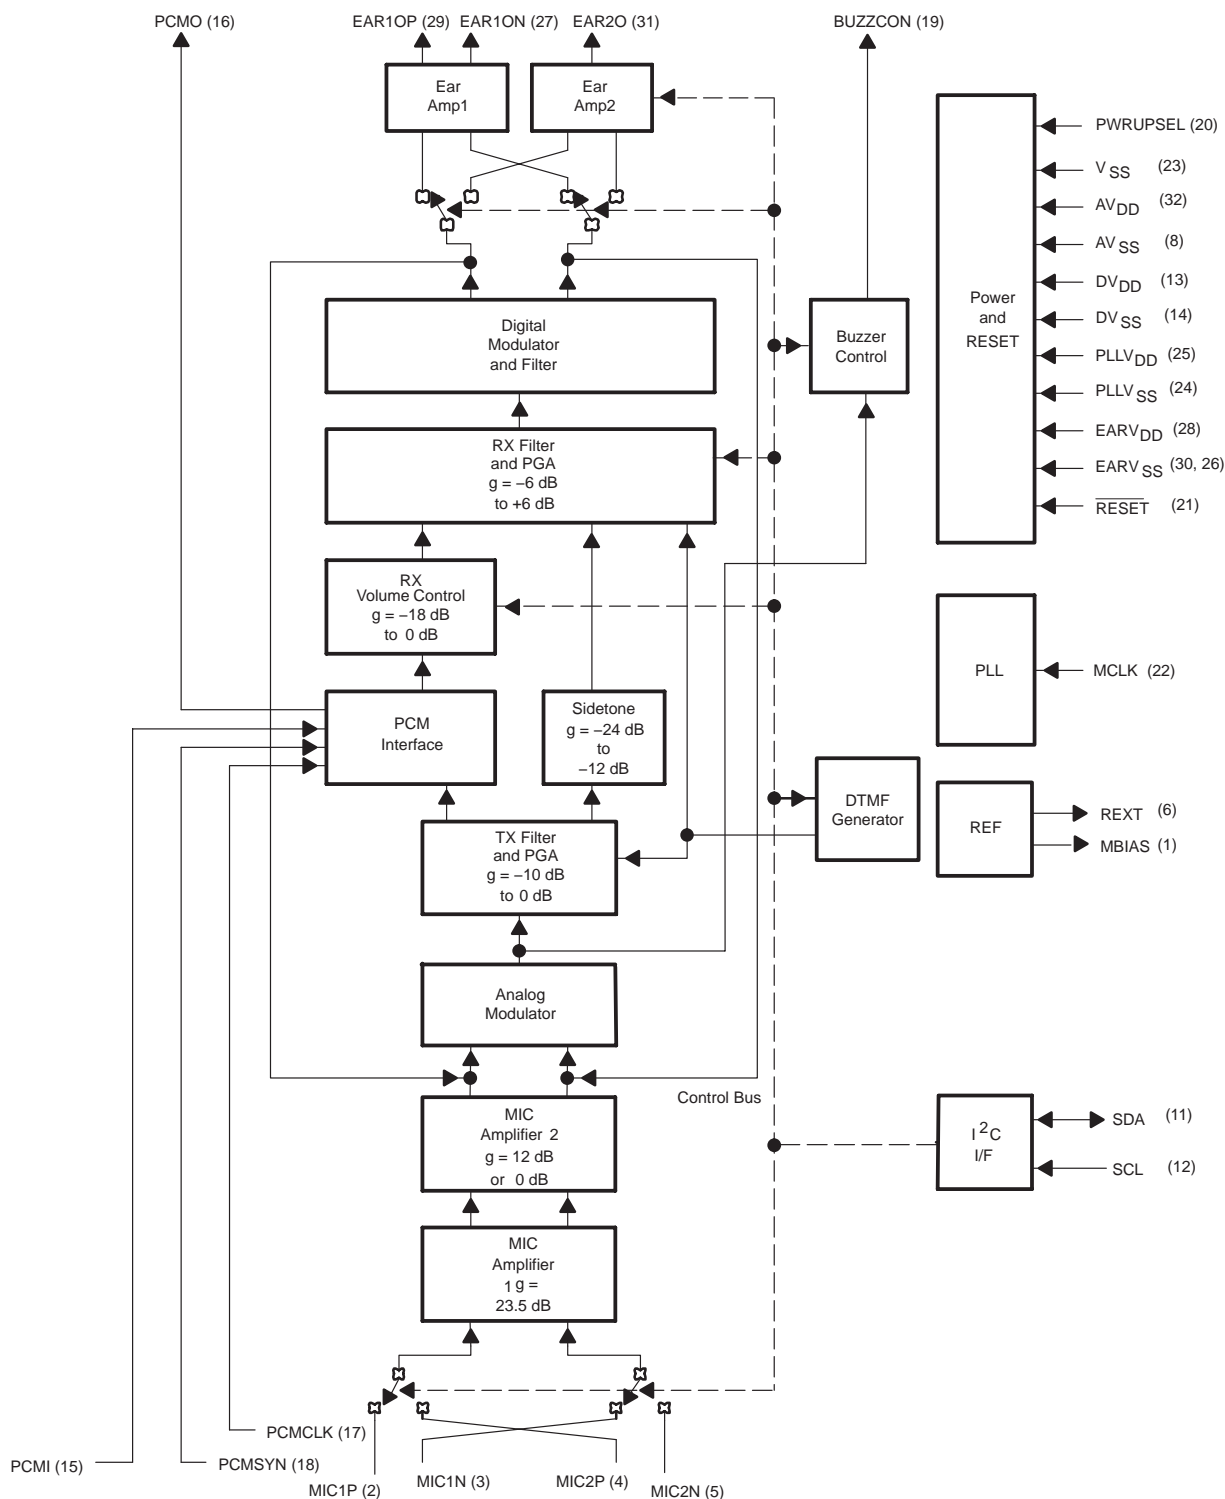 PCMO (16)
EAR1OP (29)
EAR1ON (27)
EAR2O (31)
BUZZCON (19)
Ear
Amp1
Ear
Amp2
PWRUPSEL (20)
VSS (23)
AVDD (32)
AVSS (8)
DVDD (13)
DVSS (14)
PLLVDD (25)
PLLVSS (24)
EARVDD (28)
EARVSS (30, 26)
RESET (21)
Power
and
RESET
Digital
Modulator
and Filter
Buzzer
Control
RX Filter
and PGA
g = –6 dB
to +6 dB
RX
Volume Control
g = –18 dB
to 0 dB
PLL
MCLK (22)
PCM
Interface
Sidetone
g = –24 dB
to
–12 dB
DTMF
Generator
REF
REXT (6)
MBIAS (1)
TX Filter
and PGA
g = –10 dB
to 0 dB
Analog
Modulator
Control Bus
MIC
Amplifier 2
g = 12 dB
or 0 dB
I2C
I/F
SDA (11)
SCL (12)
MIC
Amplifier
1 g =
23.5 dB
PCMCLK (17)
PCMI (15)
PCMSYN (18)
MIC1P (2)
MIC1N (3)
MIC2P (4)
MIC2N (5)